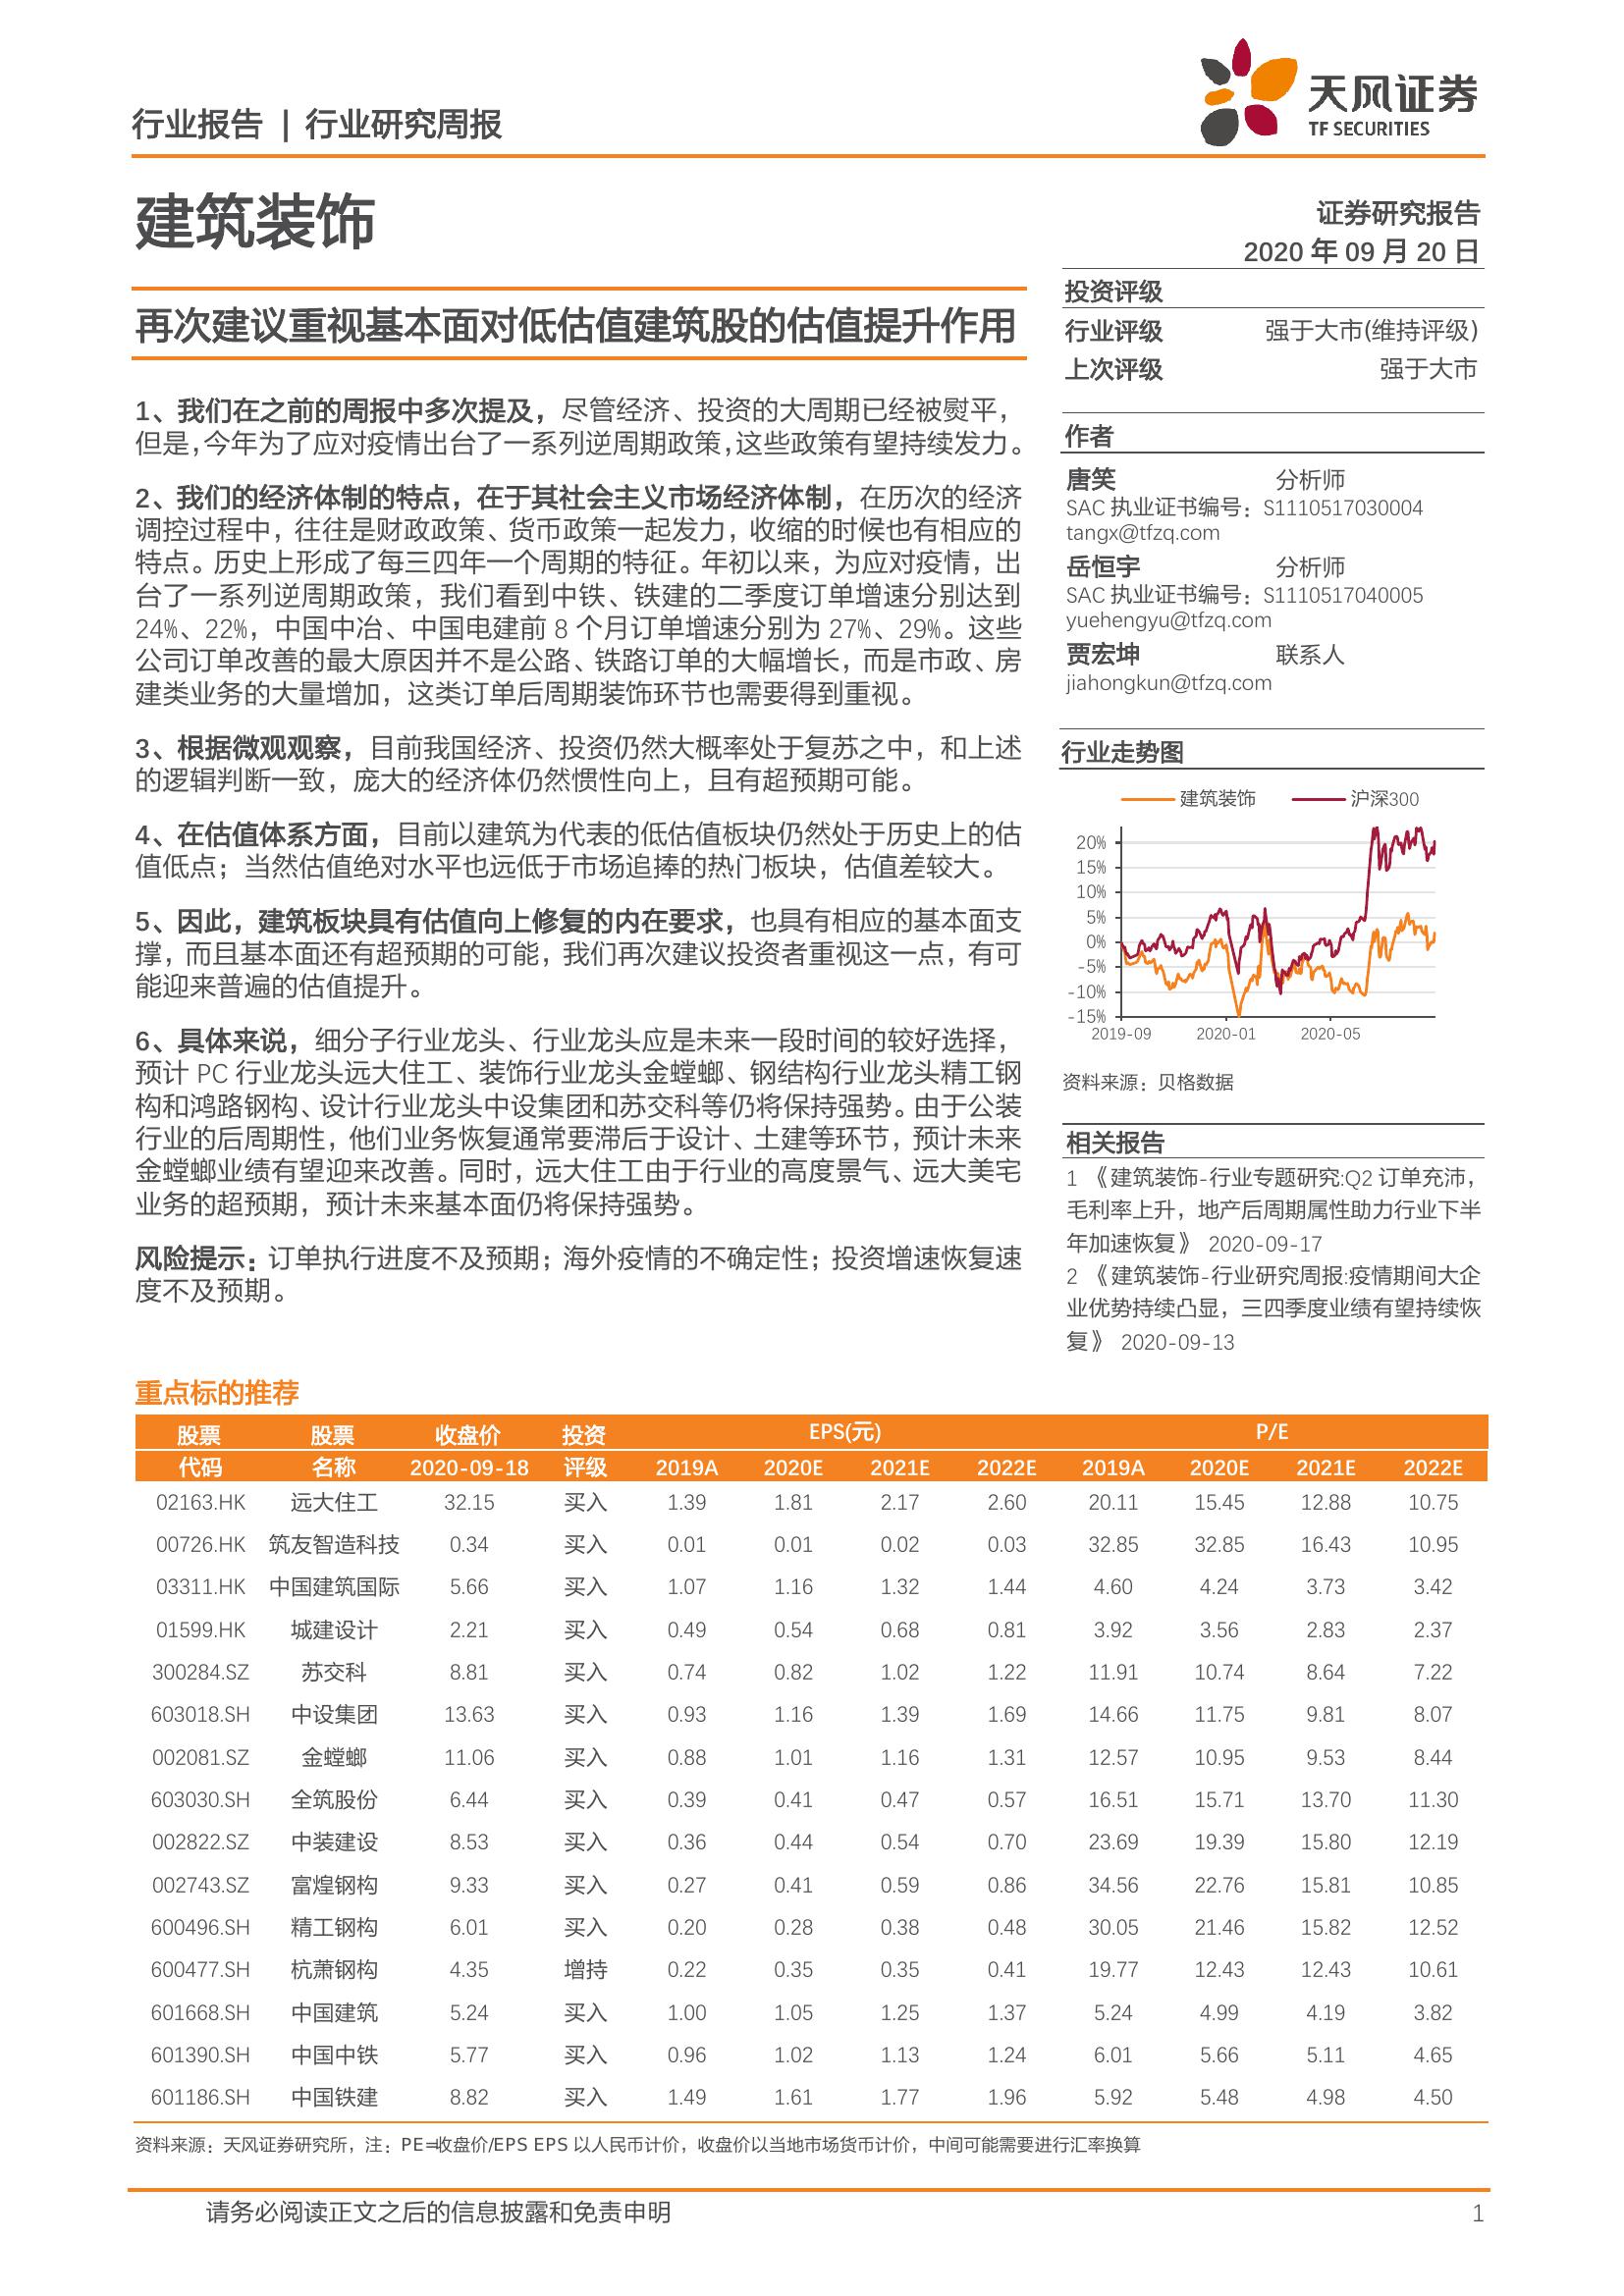 行业报告 | 行业研究周报
天风证券
TF SECURITIES
建筑装饰
证券研究报告
2020 年 09 月 20 日
再次建议重视基本面对低估值建筑股的估值提升作用
1、我们在之前的周报中多次提及，尽管经济、投资的大周期已经被熨平，
但是，今年为了应对疫情出台了一系列逆周期政策，这些政策有望持续发力。
2、我们的经济体制的特点，在于其社会主义市场经济体制，在历次的经济
调控过程中，往往是财政政策、货币政策一起发力，收缩的时候也有相应的
特点。历史上形成了每三四年一个周期的特征。年初以来，为应对疫情，出
台了一系列逆周期政策，我们看到中铁、铁建的二季度订单增速分别达到
24%、22%，中国中冶、中国电建前 8 个月订单增速分别为 27%、29%。这些
公司订单改善的最大原因并不是公路、铁路订单的大幅增长，而是市政、房
建类业务的大量增加，这类订单后周期装饰环节也需要得到重视。
3、根据微观观察，目前我国经济、投资仍然大概率处于复苏之中，和上述
的逻辑判断一致，庞大的经济体仍然惯性向上，且有超预期可能。
4、在估值体系方面，目前以建筑为代表的低估值板块仍然处于历史上的估
值低点；当然估值绝对水平也远低于市场追捧的热门板块，估值差较大。
5、因此，建筑板块具有估值向上修复的内在要求，也具有相应的基本面支
撑，而且基本面还有超预期的可能，我们再次建议投资者重视这一点，有可
能迎来普遍的估值提升。
6、具体来说，细分子行业龙头、行业龙头应是未来一段时间的较好选择，
预计 PC 行业龙头远大住工、装饰行业龙头金螳螂、钢结构行业龙头精工钢
构和鸿路钢构、设计行业龙头中设集团和苏交科等仍将保持强势。由于公装
行业的后周期性，他们业务恢复通常要滞后于设计、土建等环节，预计未来
金螳螂业绩有望迎来改善。同时，远大住工由于行业的高度景气、远大美宅
业务的超预期，预计未来基本面仍将保持强势。
风险提示：订单执行进度不及预期；海外疫情的不确定性；投资增速恢复速
度不及预期。
投资评级
行业评级 强于大市(维持评级)
上次评级 强于大市
作者
唐笑 分析师
SAC 执业证书编号：S1110517030004
tangx@tfzq.com
岳恒宇 分析师
SAC 执业证书编号：S1110517040005
yuehengyu@tfzq.com
贾宏坤 联系人
jiahongkun@tfzq.com
行业走势图
建筑装饰 沪深300
20%
15%
10%
5%
0%
-5%
-10%
-15%
2019-09 2020-01 2020-05
资料来源：贝格数据
相关报告
1 《建筑装饰-行业专题研究:Q2 订单充沛，
毛利率上升，地产后周期属性助力行业下半
年加速恢复》 2020-09-17
2 《建筑装饰-行业研究周报:疫情期间大企
业优势持续凸显，三四季度业绩有望持续恢
复》 2020-09-13
重点标的推荐
股票 股票 收盘价 投资 EPS(元) P/E
代码 名称 2020-09-18 评级 2019A 2020E 2021E 2022E 2019A 2020E 2021E 2022E
02163.HK 远大住工 32.15 买入 1.39 1.81 2.17 2.60 20.11 15.45 12.88 10.75
00726.HK 筑友智造科技 0.34 买入 0.01 0.01 0.02 0.03 32.85 32.85 16.43 10.95
03311.HK 中国建筑国际 5.66 买入 1.07 1.16 1.32 1.44 4.60 4.24 3.73 3.42
01599.HK 城建设计 2.21 买入 0.49 0.54 0.68 0.81 3.92 3.56 2.83 2.37
300284.SZ 苏交科 8.81 买入 0.74 0.82 1.02 1.22 11.91 10.74 8.64 7.22
603018.SH 中设集团 13.63 买入 0.93 1.16 1.39 1.69 14.66 11.75 9.81 8.07
002081.SZ 金螳螂 11.06 买入 0.88 1.01 1.16 1.31 12.57 10.95 9.53 8.44
603030.SH 全筑股份 6.44 买入 0.39 0.41 0.47 0.57 16.51 15.71 13.70 11.30
002822.SZ 中装建设 8.53 买入 0.36 0.44 0.54 0.70 23.69 19.39 15.80 12.19
002743.SZ 富煌钢构 9.33 买入 0.27 0.41 0.59 0.86 34.56 22.76 15.81 10.85
600496.SH 精工钢构 6.01 买入 0.20 0.28 0.38 0.48 30.05 21.46 15.82 12.52
600477.SH 杭萧钢构 4.35 增持 0.22 0.35 0.35 0.41 19.77 12.43 12.43 10.61
601668.SH 中国建筑 5.24 买入 1.00 1.05 1.25 1.37 5.24 4.99 4.19 3.82
601390.SH 中国中铁 5.77 买入 0.96 1.02 1.13 1.24 6.01 5.66 5.11 4.65
601186.SH 中国铁建 8.82 买入 1.49 1.61 1.77 1.96 5.92 5.48 4.98 4.50
资料来源：天风证券研究所，注：PE=收盘价/EPS EPS 以人民币计价，收盘价以当地市场货币计价，中间可能需要进行汇率换算
请务必阅读正文之后的信息披露和免责申明 1